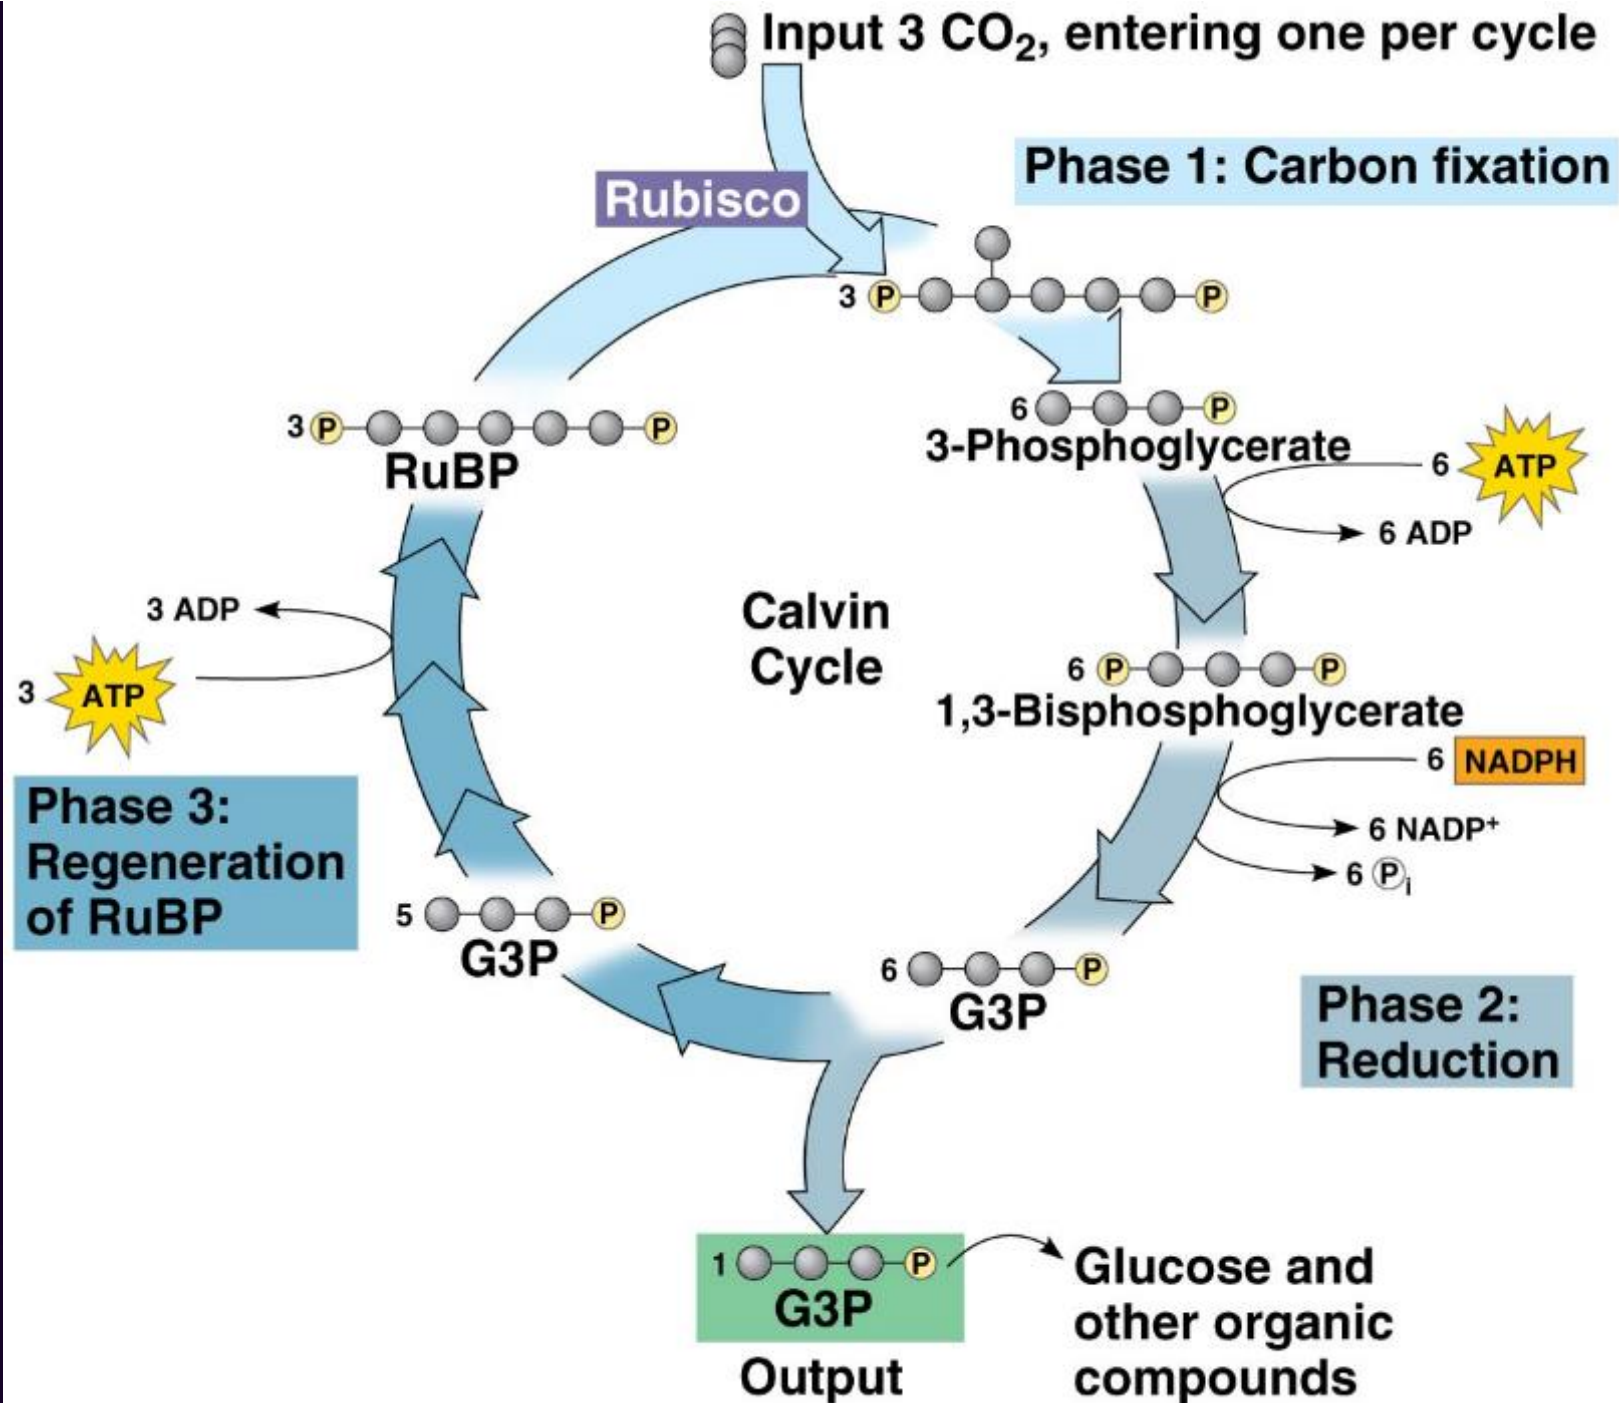 Input 3 CO₂, entering one per cycle
Phase 1: Carbon fixation
Rubisco
3 P P
6 P
3-Phosphoglycerate
6 ATP
6 ADP
3 P P
RuBP
Calvin
Cycle
3 ADP
3 ATP
6 P P
1,3-Bisphosphoglycerate
6 NADPH
6 NADP⁺
6 Pᵢ
Phase 3:
Regeneration
of RuBP
5 P
G3P
6 P
G3P
Phase 2:
Reduction
1 P
G3P
Output
Glucose and
other organic
compounds